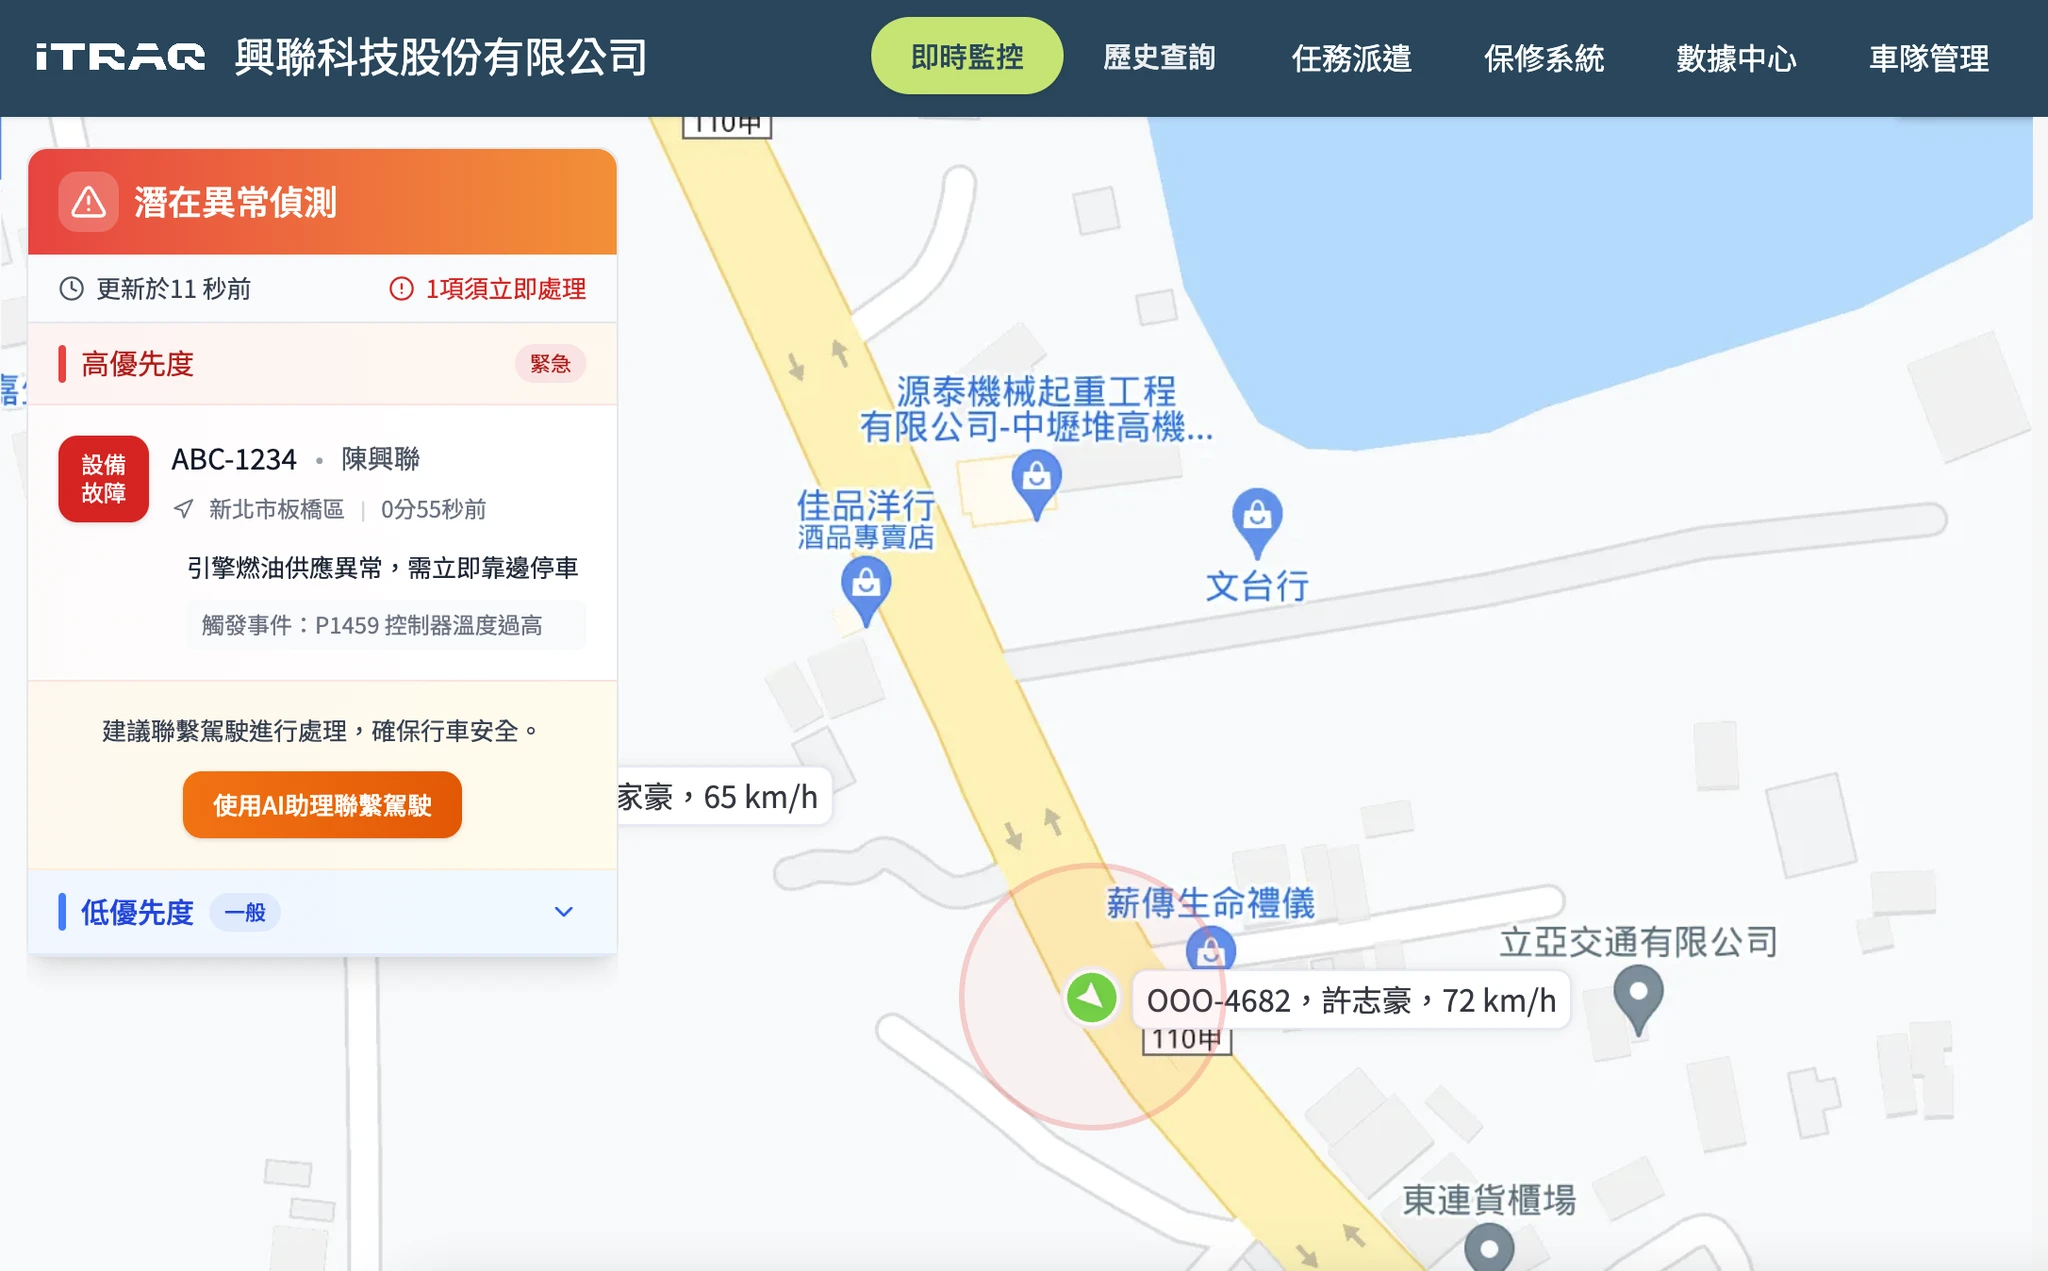 iTRAQ 興聯科技股份有限公司
即時監控 歷史查詢 任務派遣 保修系統 數據中心 車隊管理
潛在異常偵測
更新於11 秒前 1項須立即處理
高優先度 緊急
設備
故障
ABC-1234 • 陳興聯
新北市板橋區 | 0分55秒前
引擎燃油供應異常，需立即靠邊停車
觸發事件：P1459 控制器溫度過高
建議聯繫駕駛進行處理，確保行車安全。
使用AI助理聯繫駕駛
低優先度 一般
110甲
源泰機械起重工程
有限公司-中壢堆高機...
佳品洋行
酒品專賣店
文台行
家豪，65 km/h
薪傳生命禮儀
立亞交通有限公司
OOO-4682，許志豪，72 km/h
110甲
東連貨櫃場